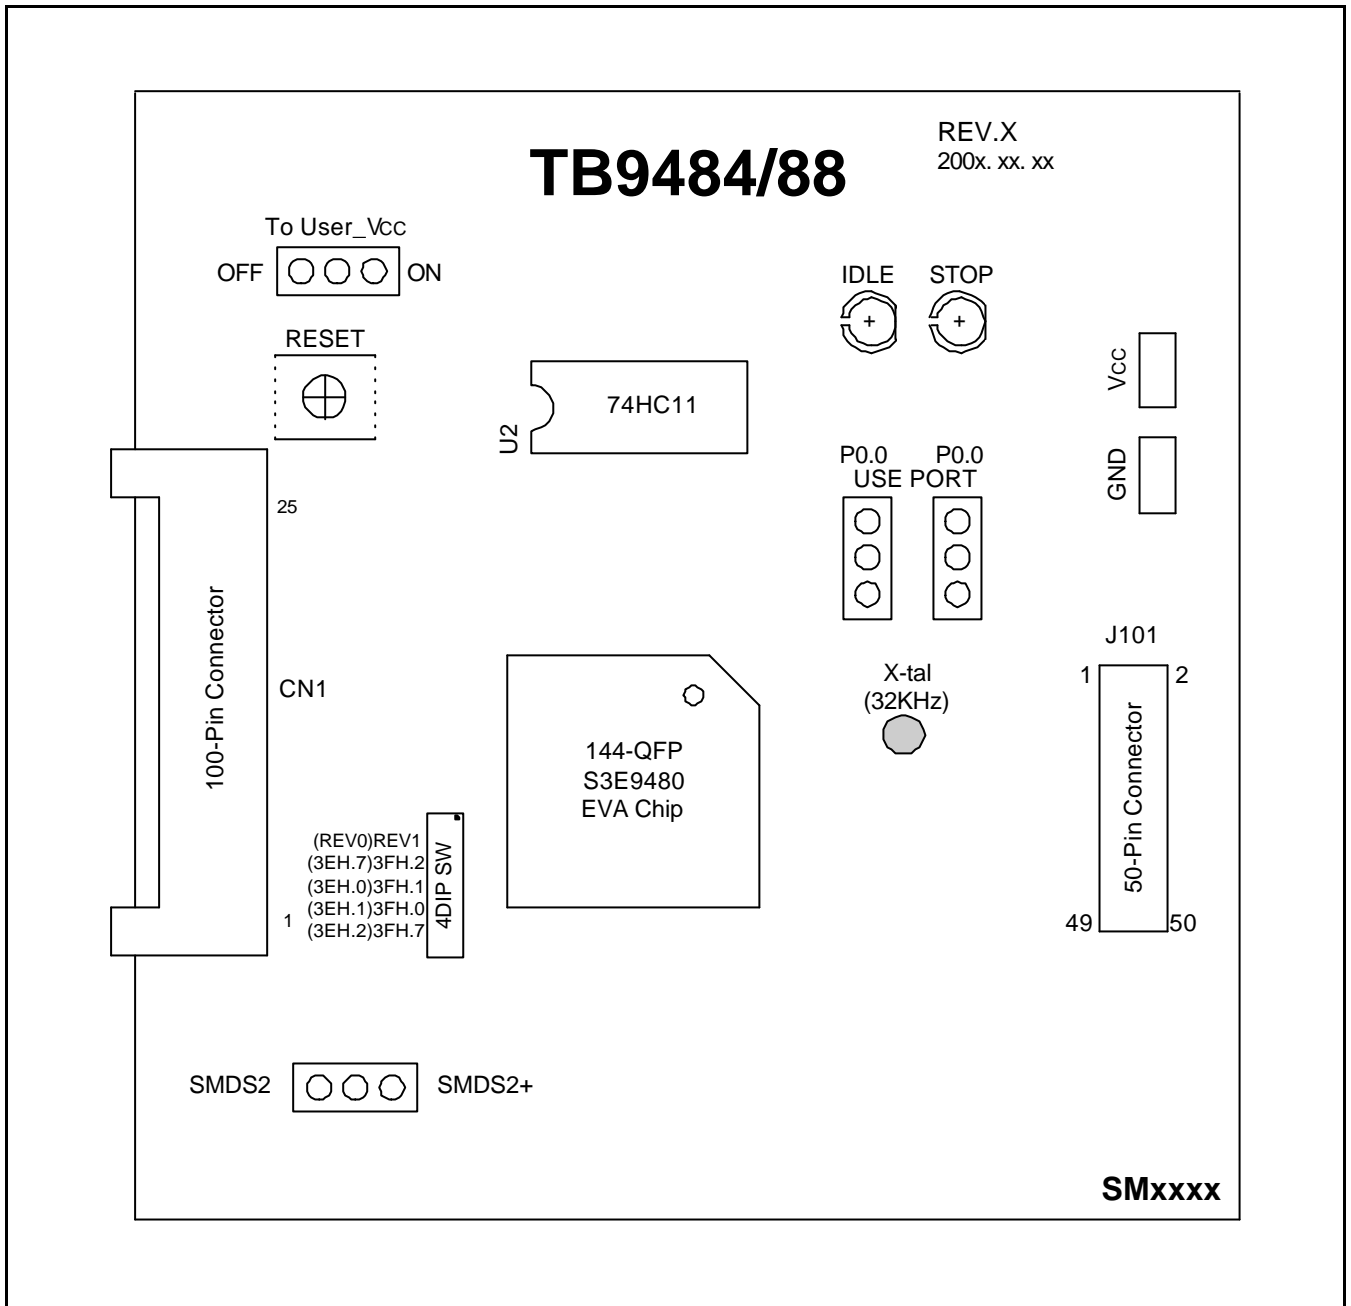 TB9484/88
REV.X
200x. xx. xx
To User_VCC
OFF
ON
IDLE
STOP
RESET
VCC
74HC11
U2
GND
P0.0
P0.0
USE PORT
25
100-Pin Connector
CN1
J101
1
2
X-tal
(32KHz)
50-Pin Connector
144-QFP
S3E9480
EVA Chip
(REV0)REV1
(3EH.7)3FH.2
(3EH.0)3FH.1
(3EH.1)3FH.0
(3EH.2)3FH.7
4DIP SW
1
49
50
SMDS2
SMDS2+
SMxxxx